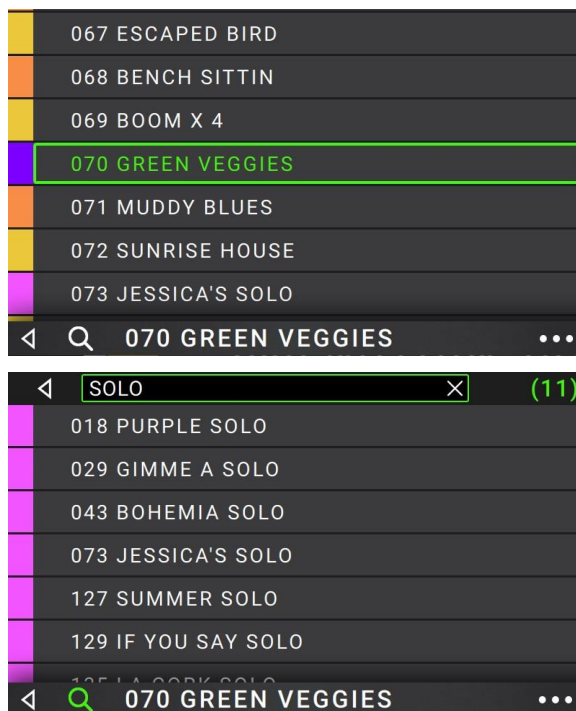 067 ESCAPED BIRD
068 BENCH SITTIN
069 BOOM X 4
070 GREEN VEGGIES
071 MUDDY BLUES
072 SUNRISE HOUSE
073 JESSICA'S SOLO
070 GREEN VEGGIES
SOLO (11)
018 PURPLE SOLO
029 GIMME A SOLO
043 BOHEMIA SOLO
073 JESSICA'S SOLO
127 SUMMER SOLO
129 IF YOU SAY SOLO
070 GREEN VEGGIES